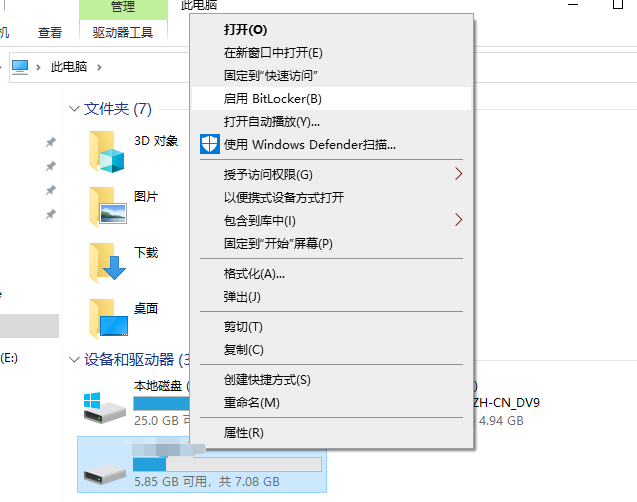 管理
此电脑
机
查看
驱动器工具
此电脑
文件夹 (7)
3D 对象
图片
下载
桌面
(E:)
设备和驱动器 (3
本地磁盘 (
25.0 GB 可
)
ZH-CN_DV9
4.94 GB
5.85 GB 可用，共 7.08 GB
打开(O)
在新窗口中打开(E)
固定到"快速访问"
启用 BitLocker(B)
打开自动播放(Y)...
使用 Windows Defender扫描...
授予访问权限(G)
以便携式设备方式打开
包含到库中(I)
固定到"开始"屏幕(P)
格式化(A)...
弹出(J)
剪切(T)
复制(C)
创建快捷方式(S)
重命名(M)
属性(R)